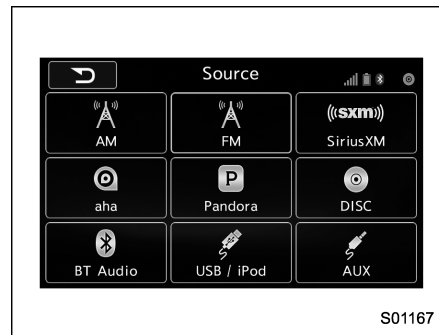 Source
AM
FM
((sxm))
SiriusXM
aha
P
Pandora
DISC
BT Audio
USB / iPod
AUX
S01167